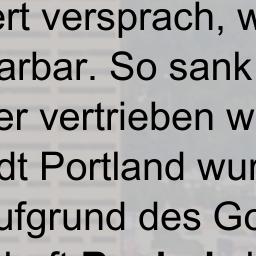 ert versprach, w
arbar. So sank
er vertrieben w
dt Portland wur
ufgrund des Go